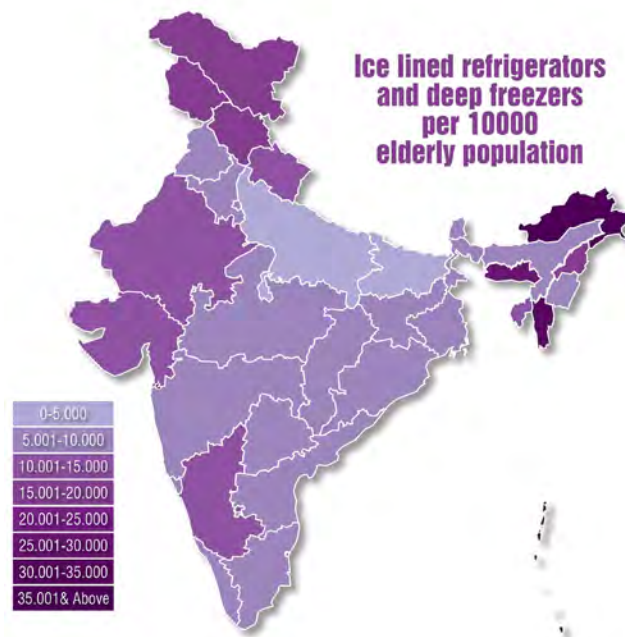 Ice lined refrigerators
and deep freezers
per 10000
elderly population
0-5.000
5.001-10.000
10.001-15.000
15.001-20.000
20.001-25.000
25.001-30.000
30.001-35.000
35.001& Above